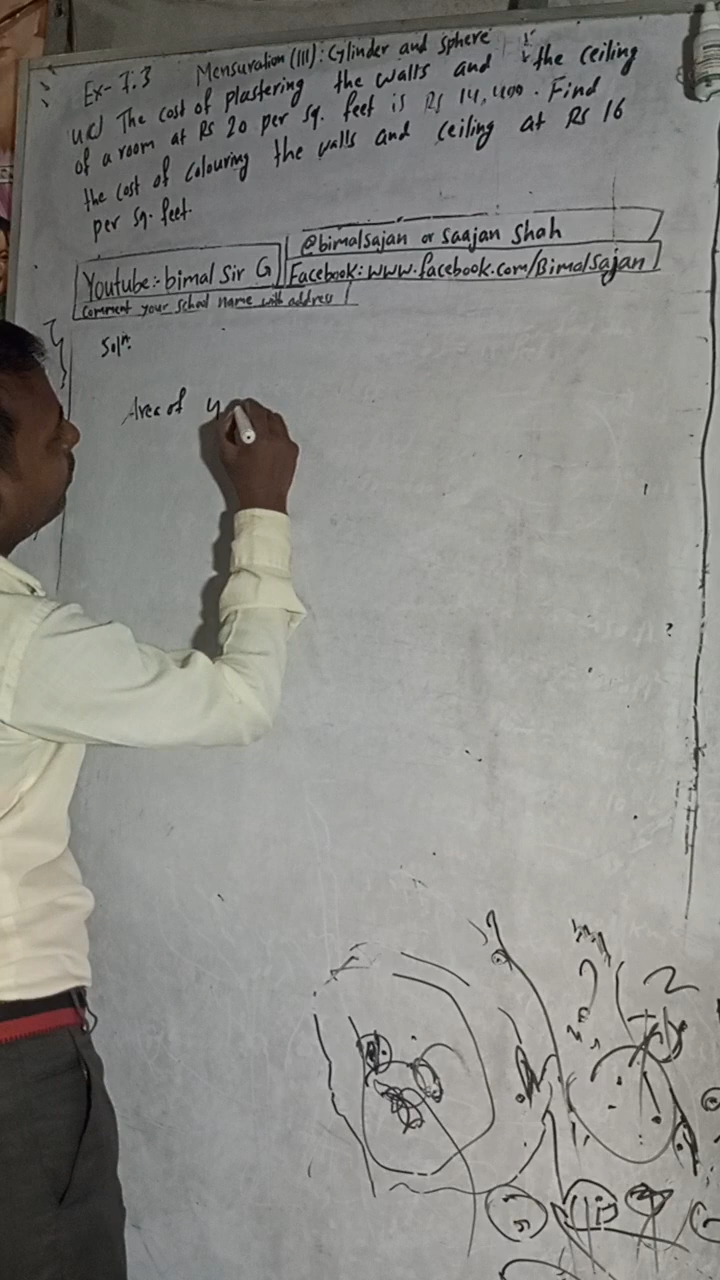 Ex- 7.3 Mensuration (III): Cylinder and sphere
4(c) The cost of plastering the walls and the ceiling
of a room at Rs 20 per sq. feet is Rs 14,400. Find
the cost of colouring the walls and ceiling at Rs 16
per sq. feet.
@bimalsajan or Saajan Shah
Youtube:- bimal Sir G
Facebook: www.facebook.com/Bimalsajan
Comment your school name with address
Solⁿ:
Area of 4